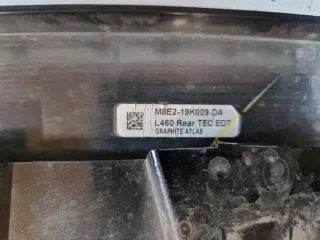 M8E2-19K809-DA
L460 Rear TEC EDT
GRAPHITE ATLAS